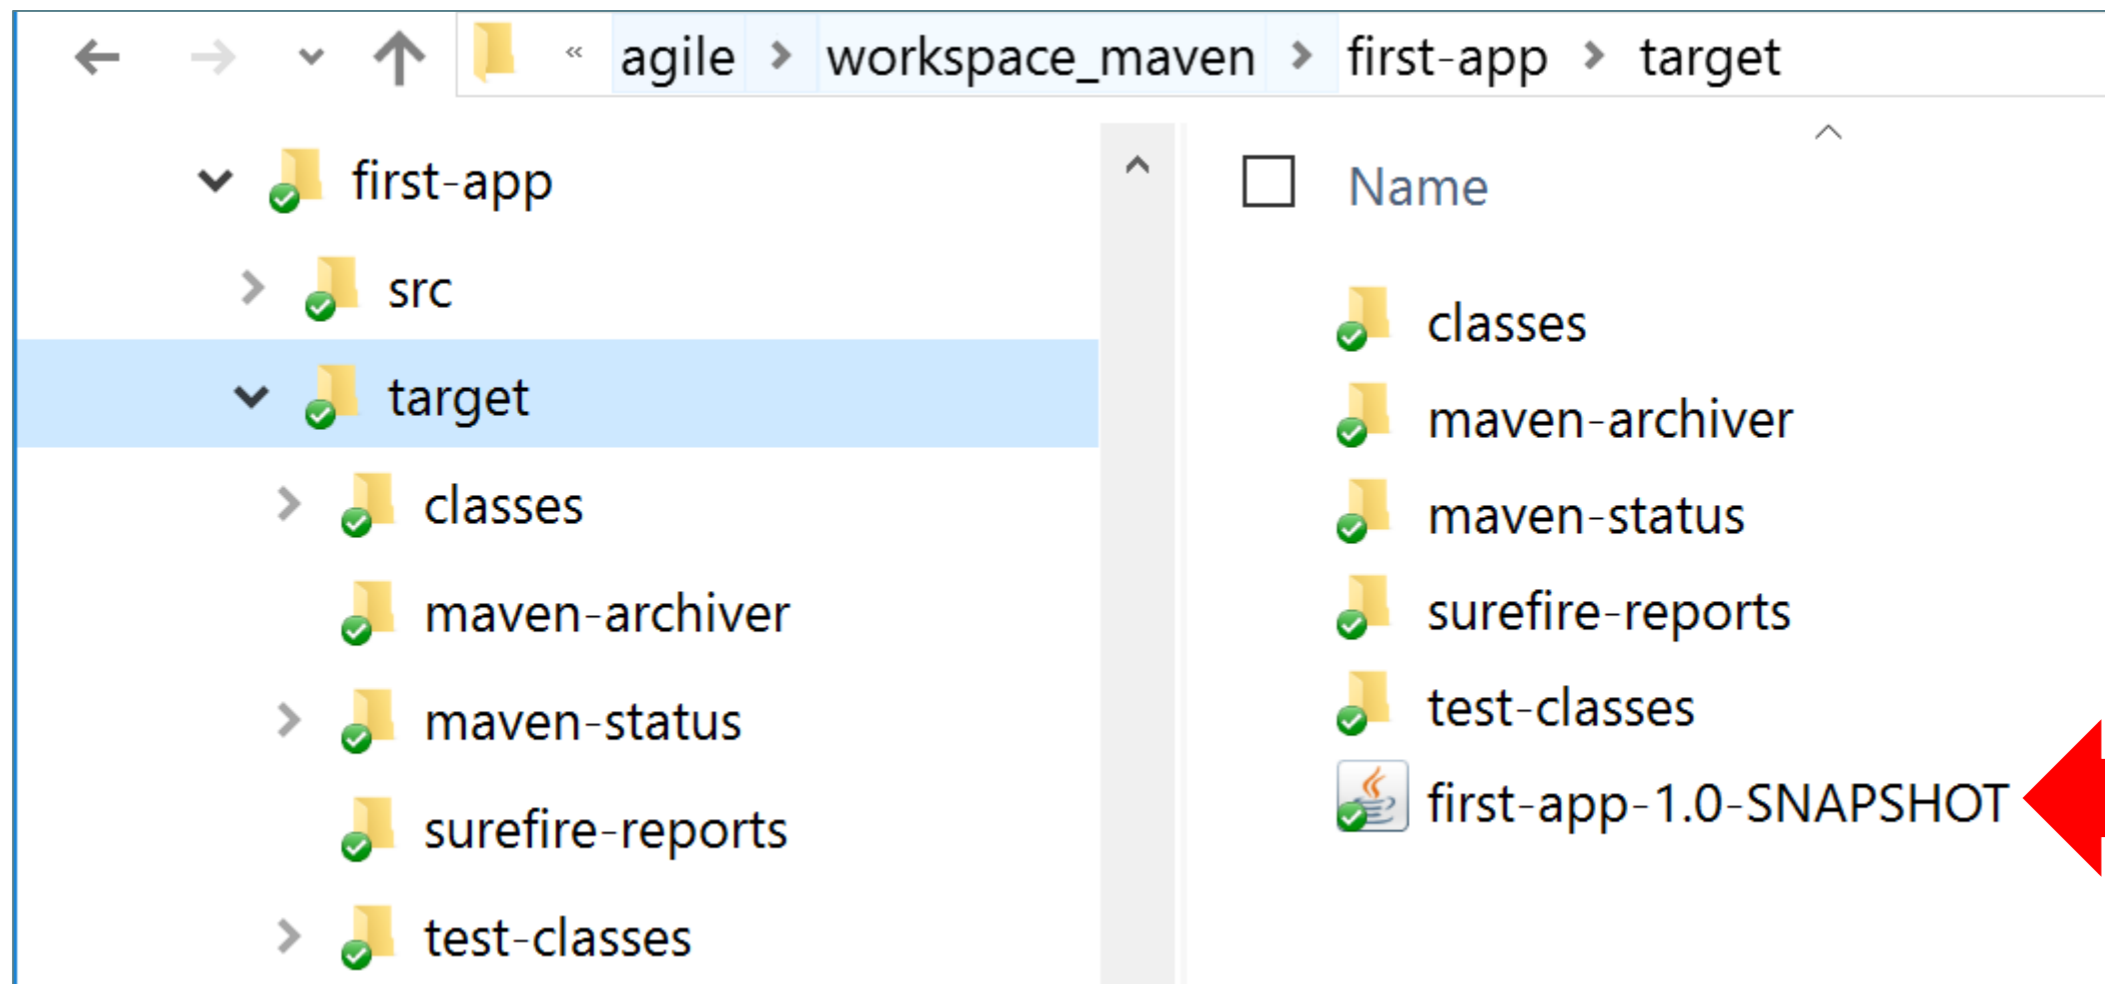 « agile > workspace_maven > first-app > target
first-app
src
target
classes
maven-archiver
maven-status
surefire-reports
test-classes
Name
classes
maven-archiver
maven-status
surefire-reports
test-classes
first-app-1.0-SNAPSHOT